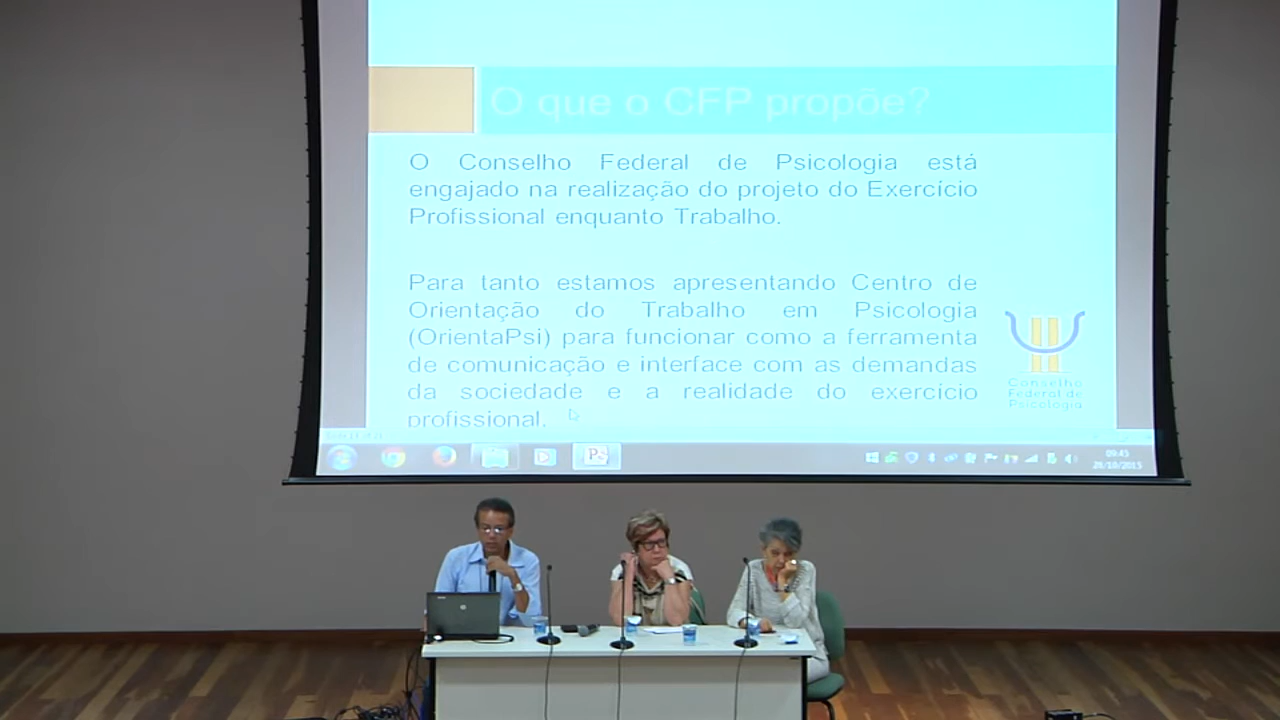 O que o CFP propõe?
O Conselho Federal de Psicologia está
engajado na realização do projeto do Exercício
Profissional enquanto Trabalho.
Para tanto estamos apresentando Centro de
Orientação do Trabalho em Psicologia
(OrientaPsi) para funcionar como a ferramenta
de comunicação e interface com as demandas
da sociedade e a realidade do exercício
profissional.
Conselho
Federal de
Psicologia
09:45
28/10/2015